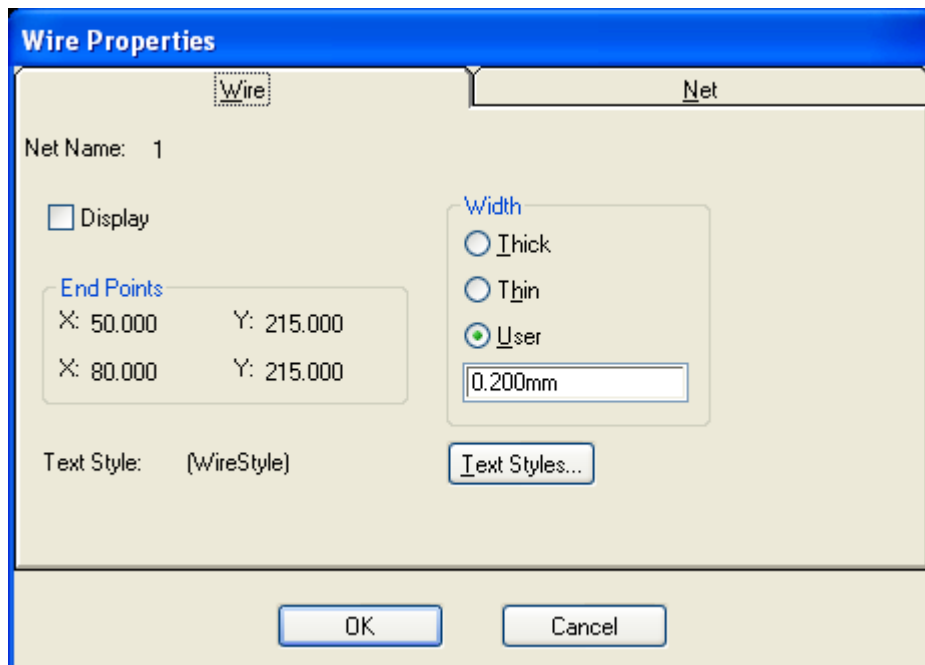 Wire Properties
Wire Net
Net Name: 1
Display
Width
Thick
Thin
User
0.200mm
End Points
X: 50.000 Y: 215.000
X: 80.000 Y: 215.000
Text Style: (WireStyle) Text Styles...
OK Cancel